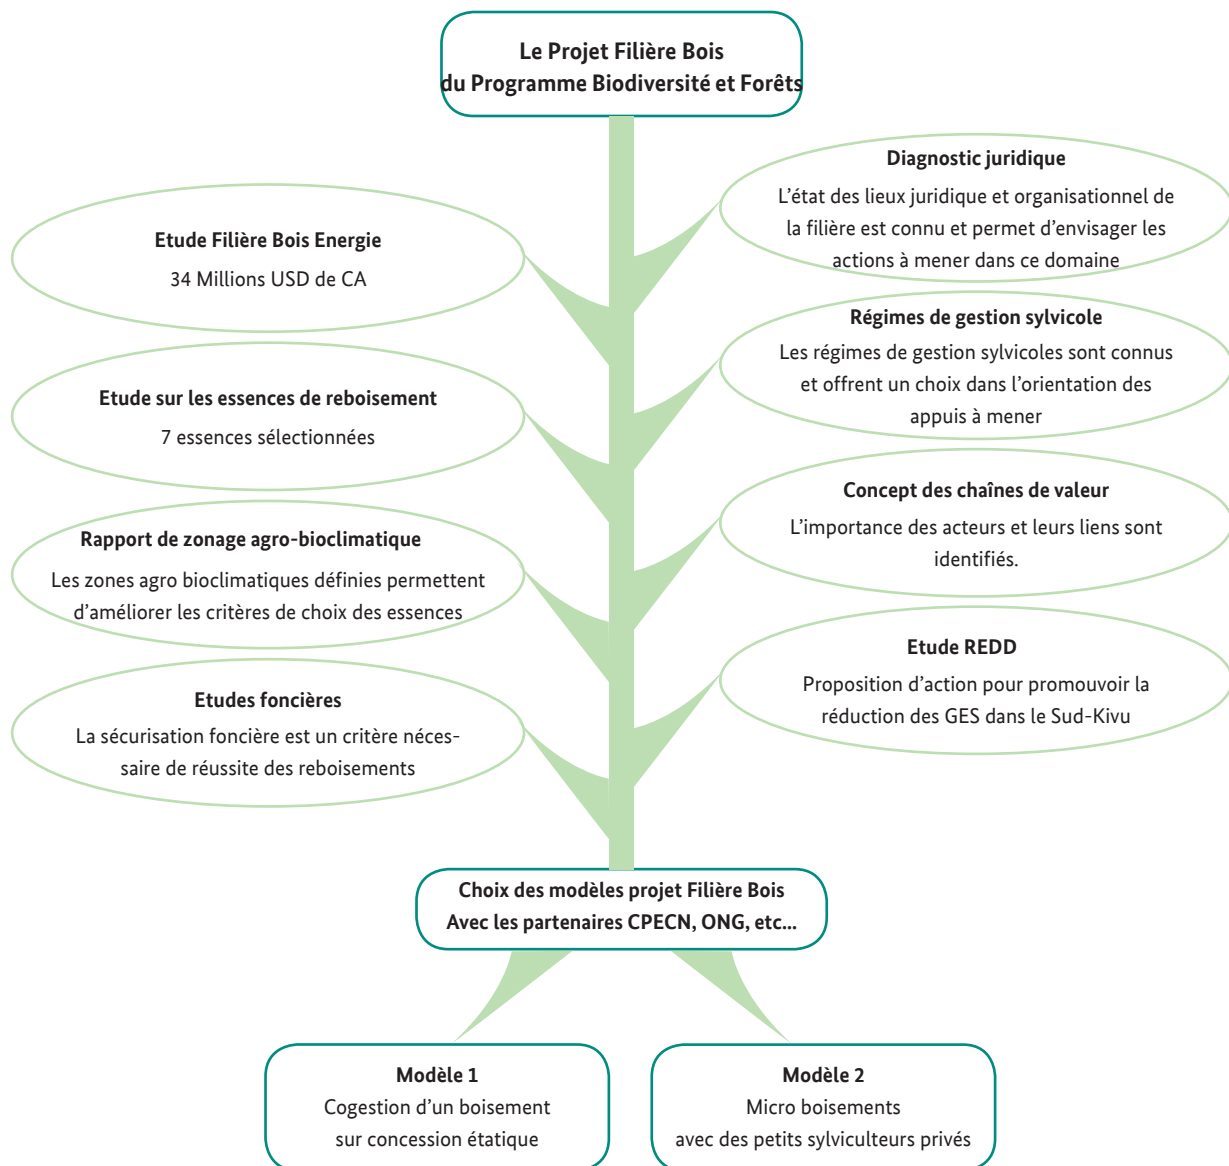 Le Projet Filière Bois
du Programme Biodiversité et Forêts
Diagnostic juridique
L'état des lieux juridique et organisationnel de
la filière est connu et permet d'envisager les
actions à mener dans ce domaine
Etude Filière Bois Energie
34 Millions USD de CA
Régimes de gestion sylvicole
Les régimes de gestion sylvicoles sont connus
et offrent un choix dans l'orientation des
appuis à mener
Etude sur les essences de reboisement
7 essences sélectionnées
Concept des chaînes de valeur
L'importance des acteurs et leurs liens sont
identifiés.
Rapport de zonage agro-bioclimatique
Les zones agro bioclimatiques définies permettent
d'améliorer les critères de choix des essences
Etude REDD
Proposition d'action pour promouvoir la
réduction des GES dans le Sud-Kivu
Etudes foncières
La sécurisation foncière est un critère néces-
saire de réussite des reboisements
Choix des modèles projet Filière Bois
Avec les partenaires CPECN, ONG, etc...
Modèle 1
Cogestion d'un boisement
sur concession étatique
Modèle 2
Micro boisements
avec des petits sylviculteurs privés